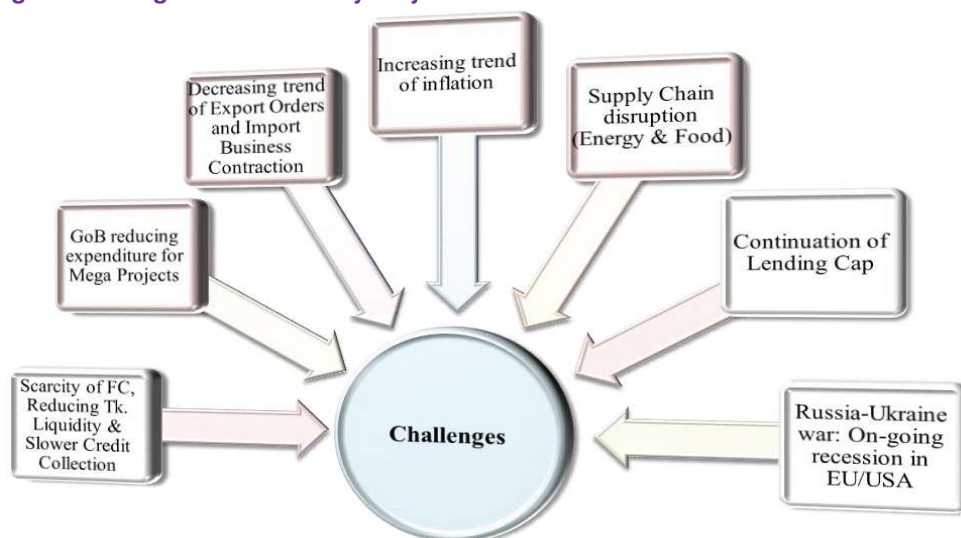 Scarcity of FC,
Reducing Tk.
Liquidity &
Slower Credit
Collection
GoB reducing
expenditure for
Mega Projects
Decreasing trend
of Export Orders
and Import
Business
Contraction
Increasing trend
of inflation
Supply Chain
disruption
(Energy & Food)
Continuation of
Lending Cap
Russia-Ukraine
war: On-going
recession in
EU/USA
Challenges